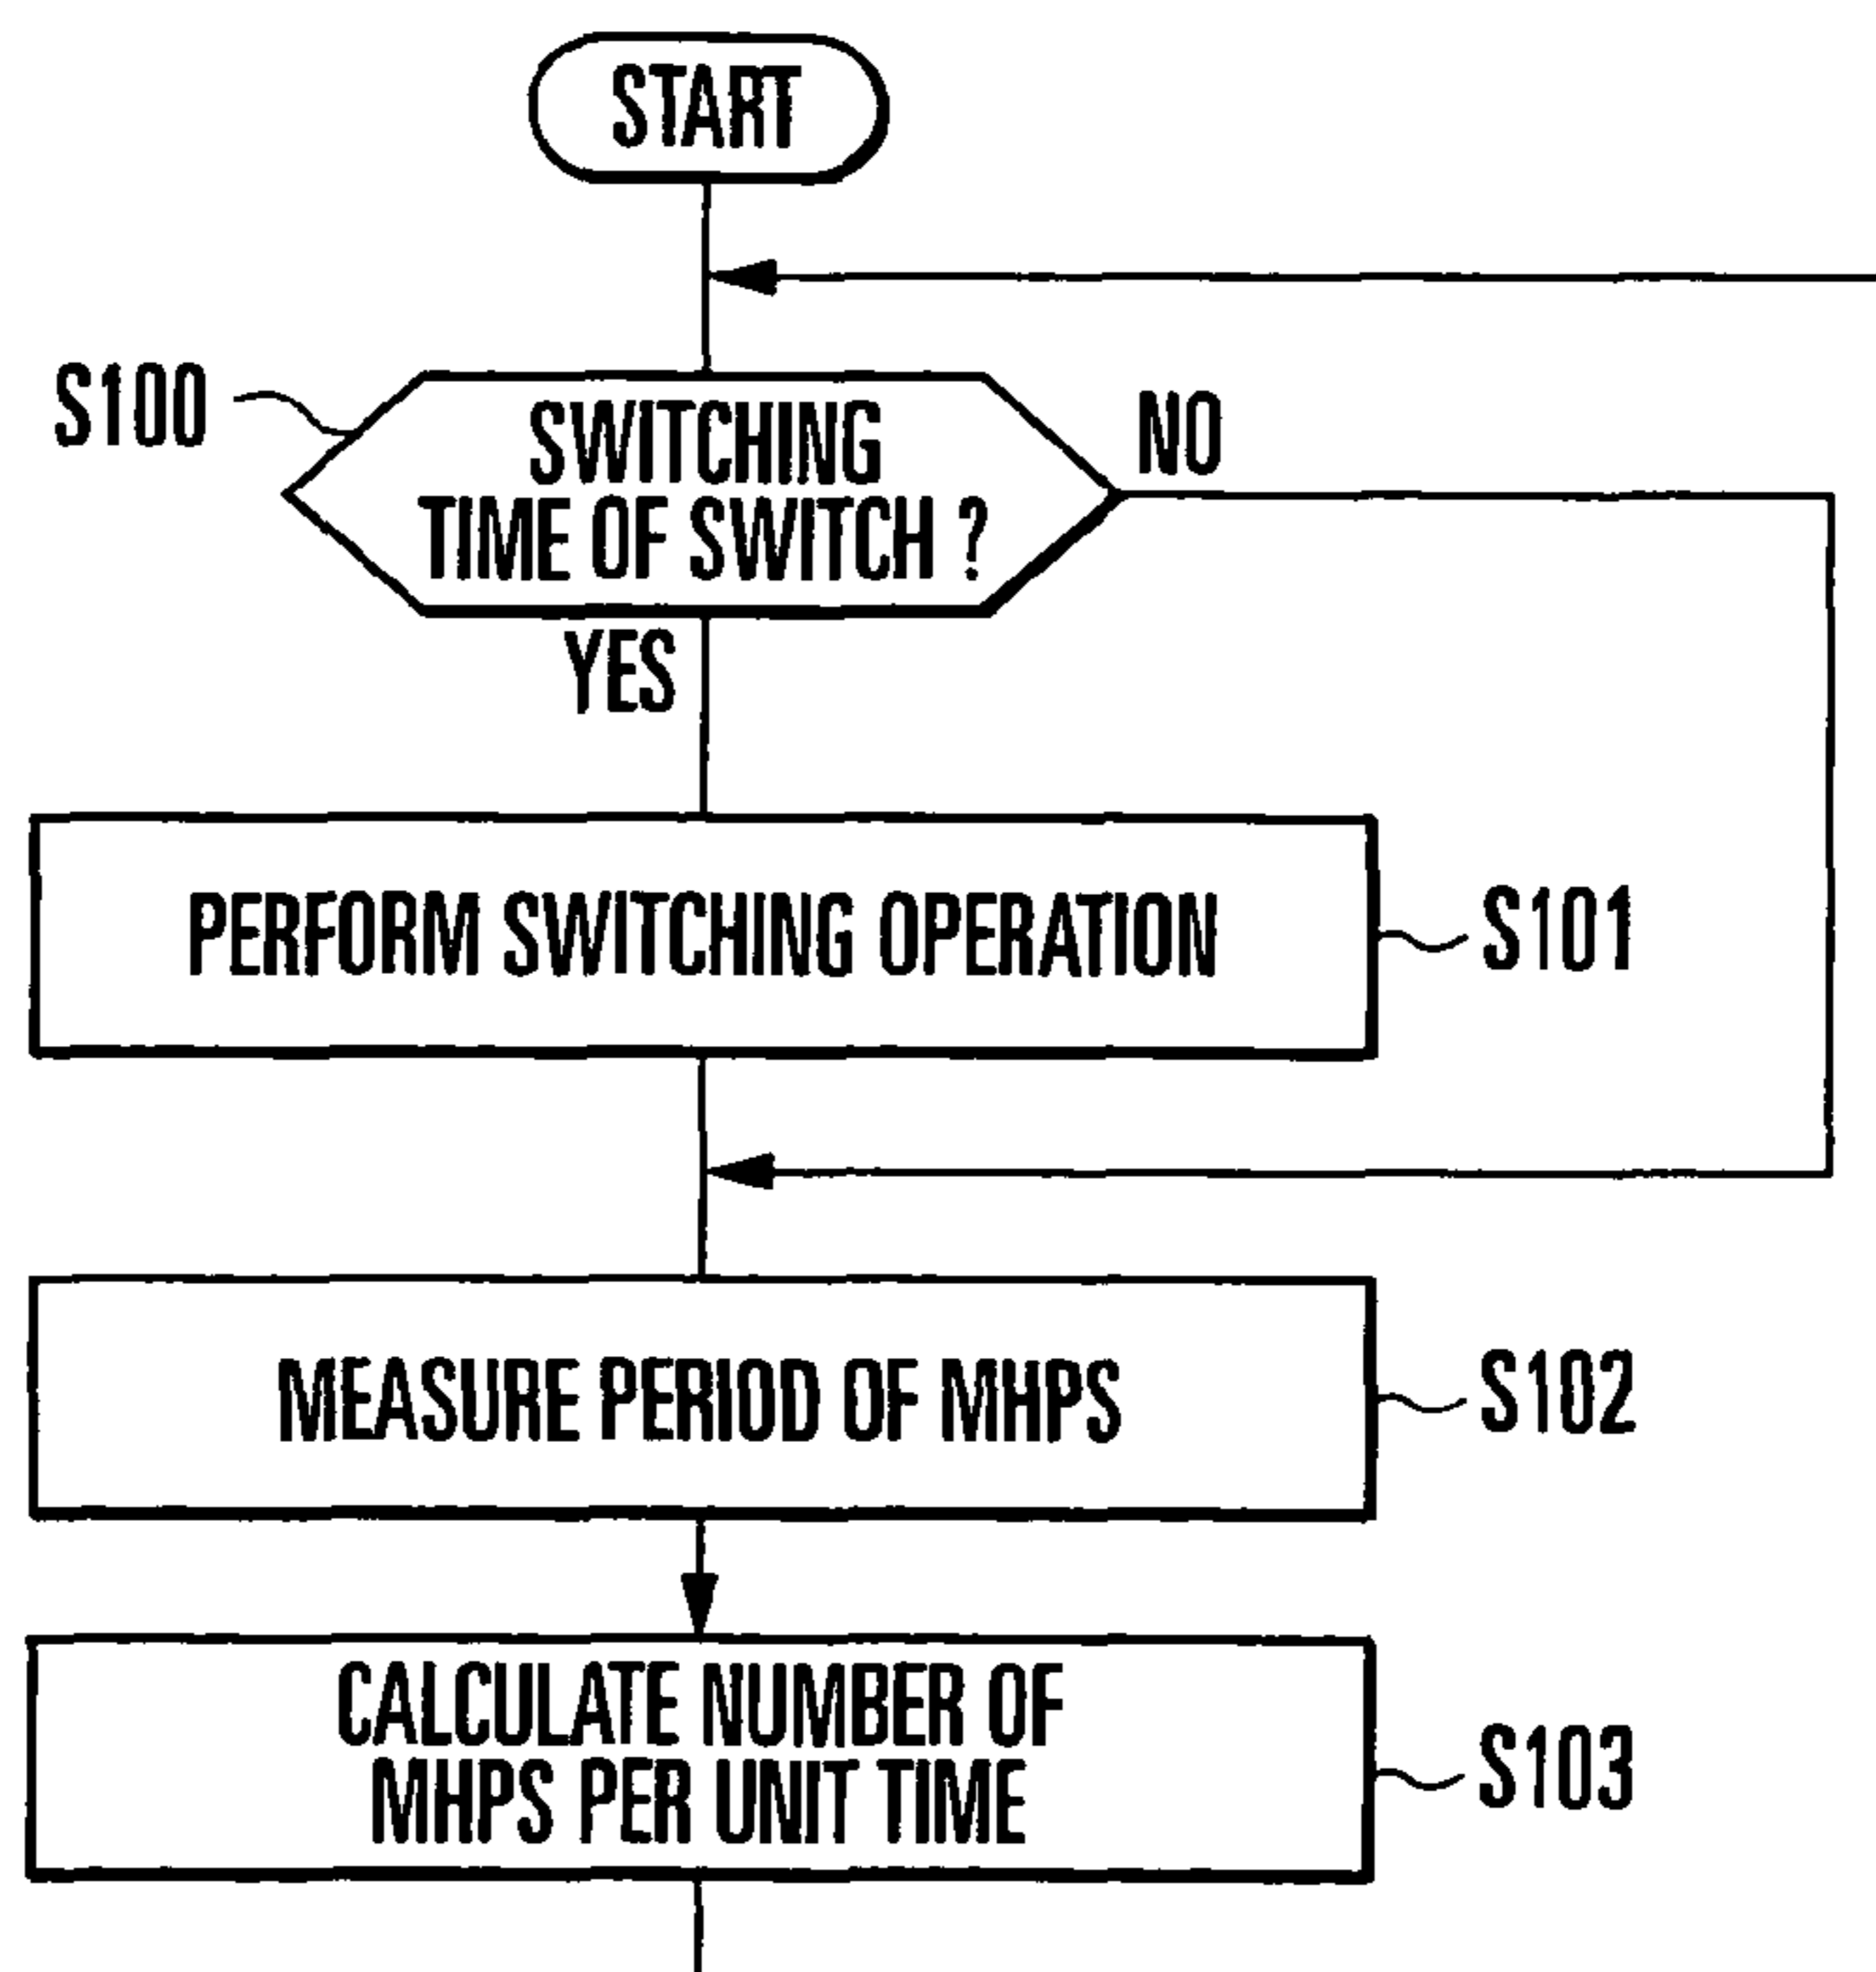 START
S100
SWITCHING
TIME OF SWITCH ?
NO
YES
PERFORM SWITCHING OPERATION
S101
MEASURE PERIOD OF MHPS
S102
CALCULATE NUMBER OF
MHPS PER UNIT TIME
S103